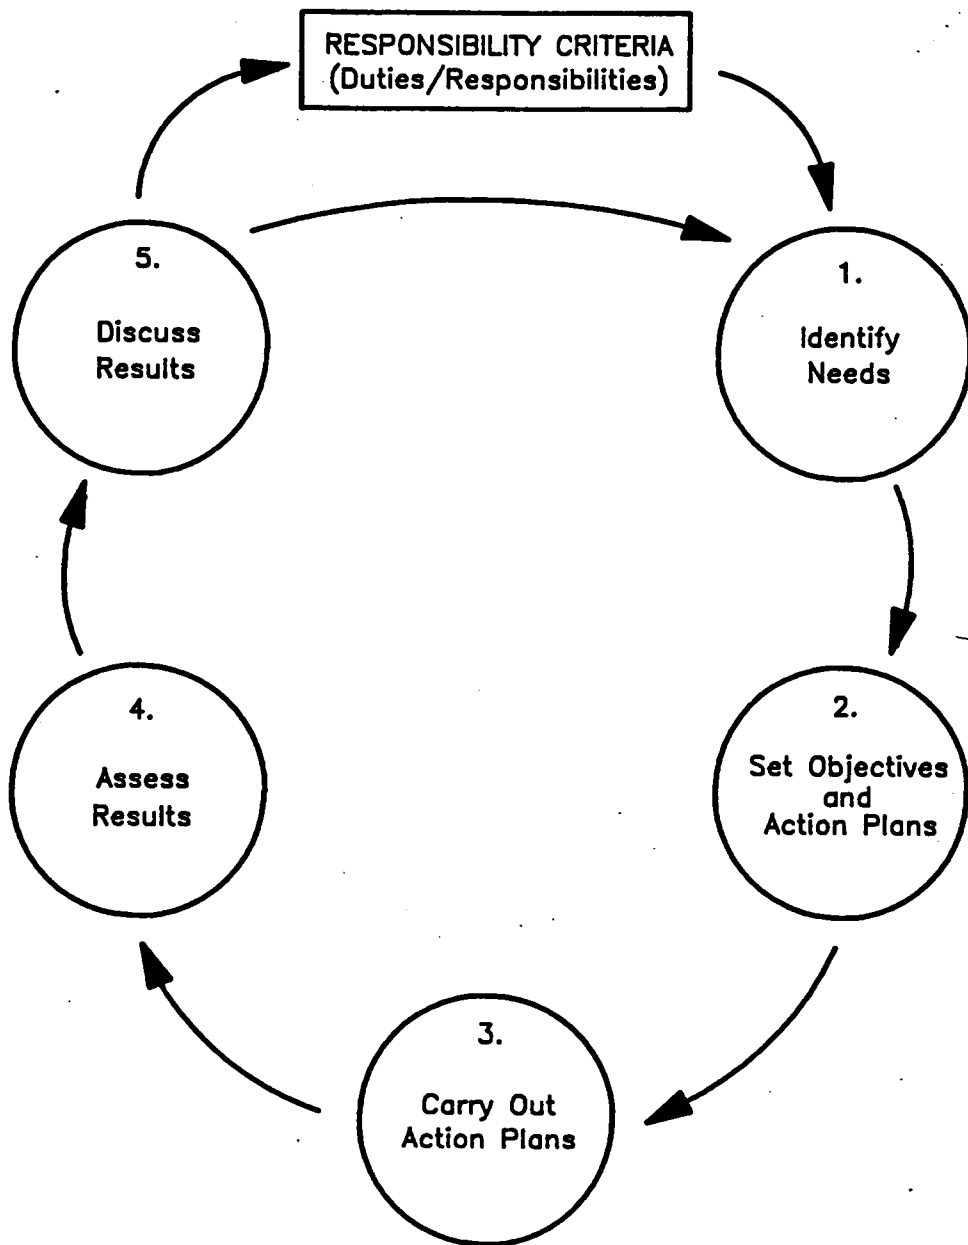 RESPONSIBILITY CRITERIA
(Duties/Responsibilities)
1.
Identify
Needs
2.
Set Objectives
and
Action Plans
3.
Carry Out
Action Plans
4.
Assess
Results
5.
Discuss
Results